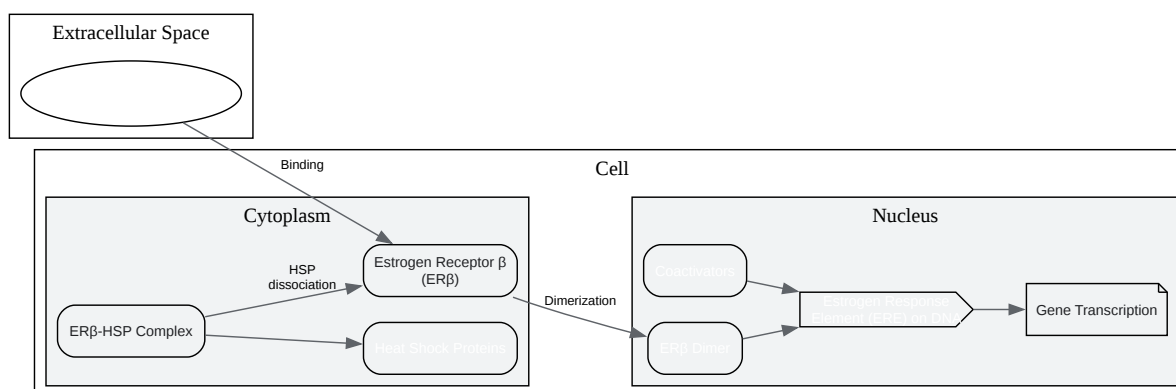 Extracellular Space
Binding
Cell
Cytoplasm
Nucleus
Estrogen Receptor β
(ERβ)
HSP
dissociation
ERβ-HSP Complex
Heat Shock Proteins
Dimerization
Coactivators
ERβ Dimer
Estrogen Response
Element (ERE) on DNA
Gene Transcription